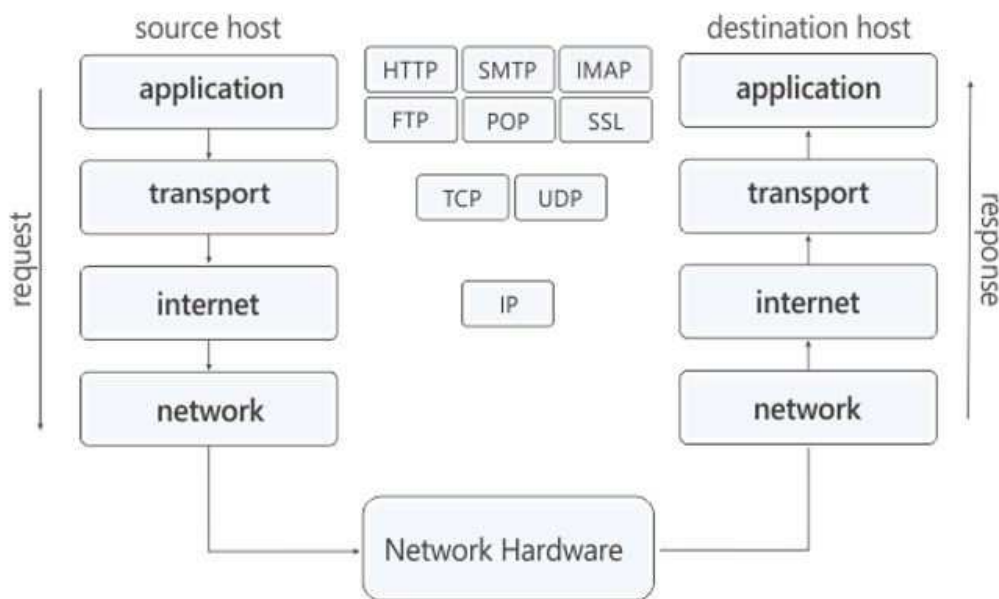 source host
destination host
HTTP SMTP IMAP
FTP POP SSL
application
application
transport
TCP UDP
transport
request
response
internet
IP
internet
network
network
Network Hardware